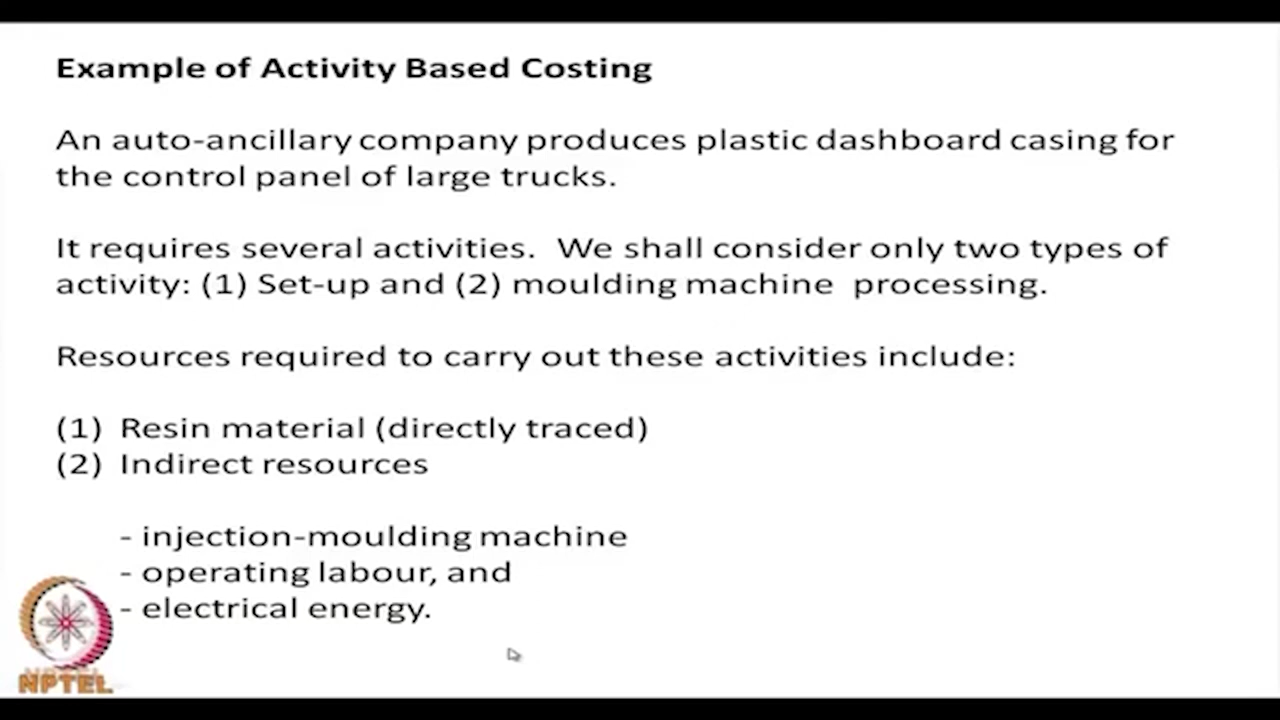 Example of Activity Based Costing
An auto-ancillary company produces plastic dashboard casing for
the control panel of large trucks.
It requires several activities. We shall consider only two types of
activity: (1) Set-up and (2) moulding machine processing.
Resources required to carry out these activities include:
(1) Resin material (directly traced)
(2) Indirect resources
- injection-moulding machine
- operating labour, and
- electrical energy.
NPTEL